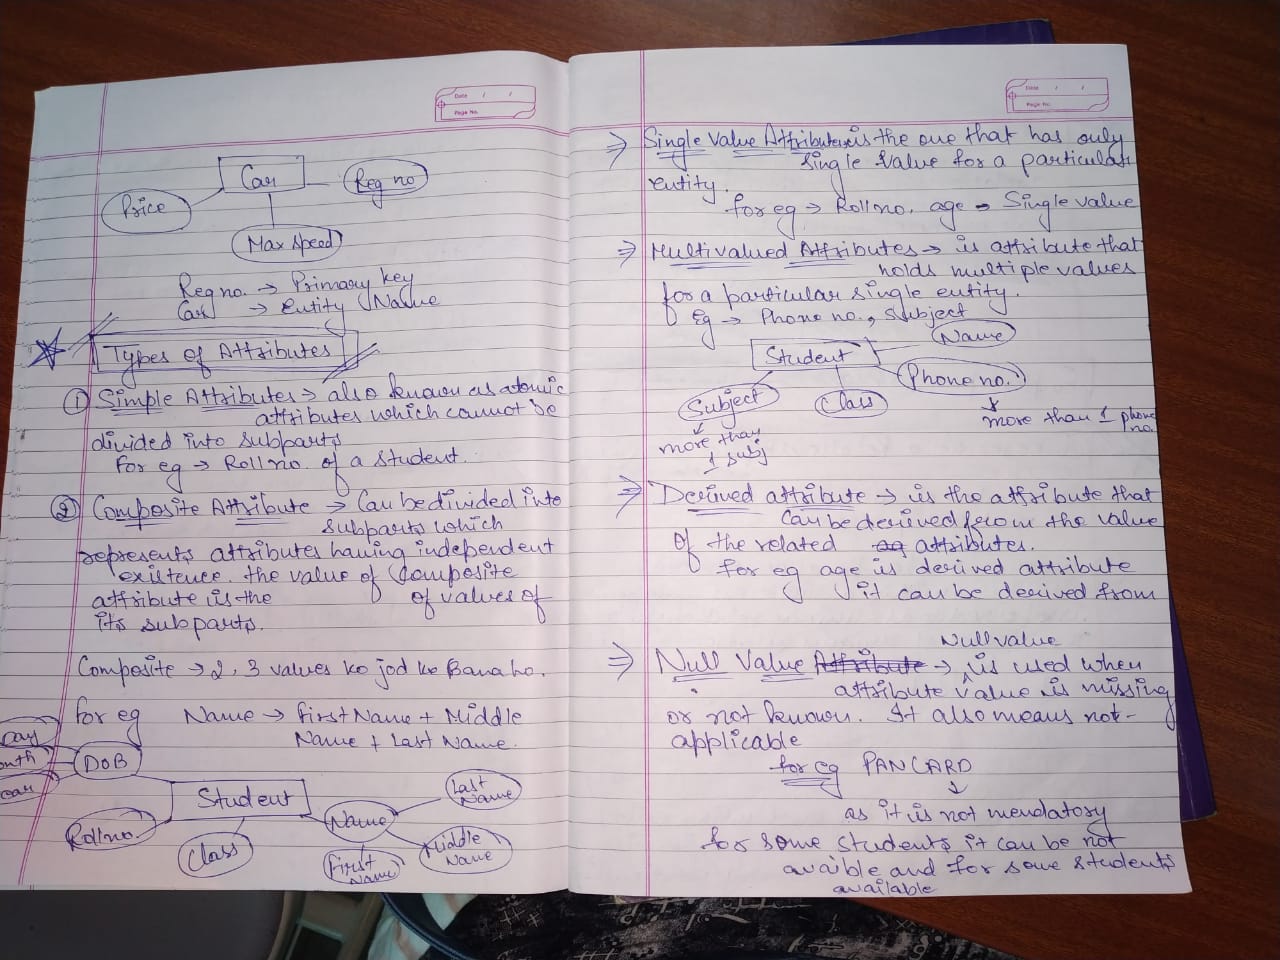 Date / /
Page No.
Car
Reg no
Price
Max Speed
Reg no. → Primary key
Car → Entity Name
Types of Attributes
① Simple Attributes → also known as atomic
attributes which cannot be
divided into subparts
for eg → Roll no. of a student.
② Composite Attribute → Can be divided into
subparts which
represents attributes having independent
existence. the value of Composite
attribute is the of values of
its subparts.
Composite → 2, 3 values ko jod ke Bana ho.
for eg Name → First Name + Middle
Name + Last Name.
DOB
Student
Roll no.
Class
Name
Last
Name
Middle
Name
First
Name
Date / /
Page No.
⇒ Single Value Attributes is the one that has only
single value for a particular
entity.
for eg → Roll no. age → Single value
⇒ Multivalued Attributes → is attribute that
holds multiple values
for a particular single entity.
Eg → Phone no., Subject
Name
Student
Phone no.
Subject
Class
more than 1 phone
no.
more than
1 subj
⇒ Derived attribute → is the attribute that
can be derived from the value
of the related attributes.
for eg age is derived attribute
it can be derived from
Null value
⇒ Null Value Attribute → is used when
attribute value is missing
or not known. It also means not-
applicable
for eg PANCARD
↓
as it is not mendatory
for some students it can be not
avaible and for some students
available